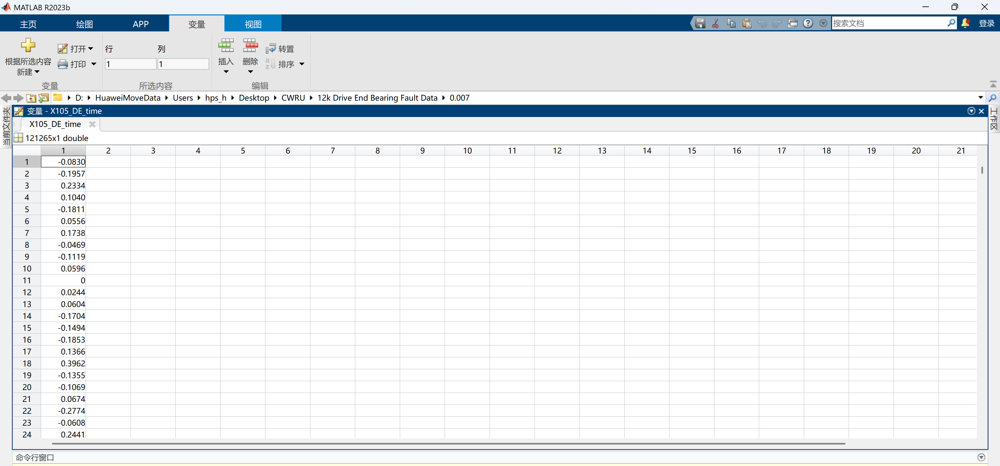 MATLAB R2023b
主页 绘图 APP 变量 视图 搜索文档 登录
根据所选内容
新建
打开
打印
行 列
1 1
插入
删除
转置
排序
变量 所选内容 编辑
D: HuaweiMoveData Users hps_h Desktop CWRU 12k Drive End Bearing Fault Data 0.007
当前文件夹
变量 - X105_DE_time
工作区
X105_DE_time
121265x1 double
1 2 3 4 5 6 7 8 9 10 11 12 13 14 15 16 17 18 19 20 21
1 -0.0830
2 -0.1957
3 0.2334
4 0.1040
5 -0.1811
6 0.0556
7 0.1738
8 -0.0469
9 -0.1119
10 0.0596
11 0
12 0.0244
13 0.0604
14 -0.1704
15 -0.1494
16 -0.1853
17 0.1366
18 0.3962
19 -0.1355
20 -0.1069
21 0.0674
22 -0.2774
23 -0.0608
24 0.2441
命令行窗口